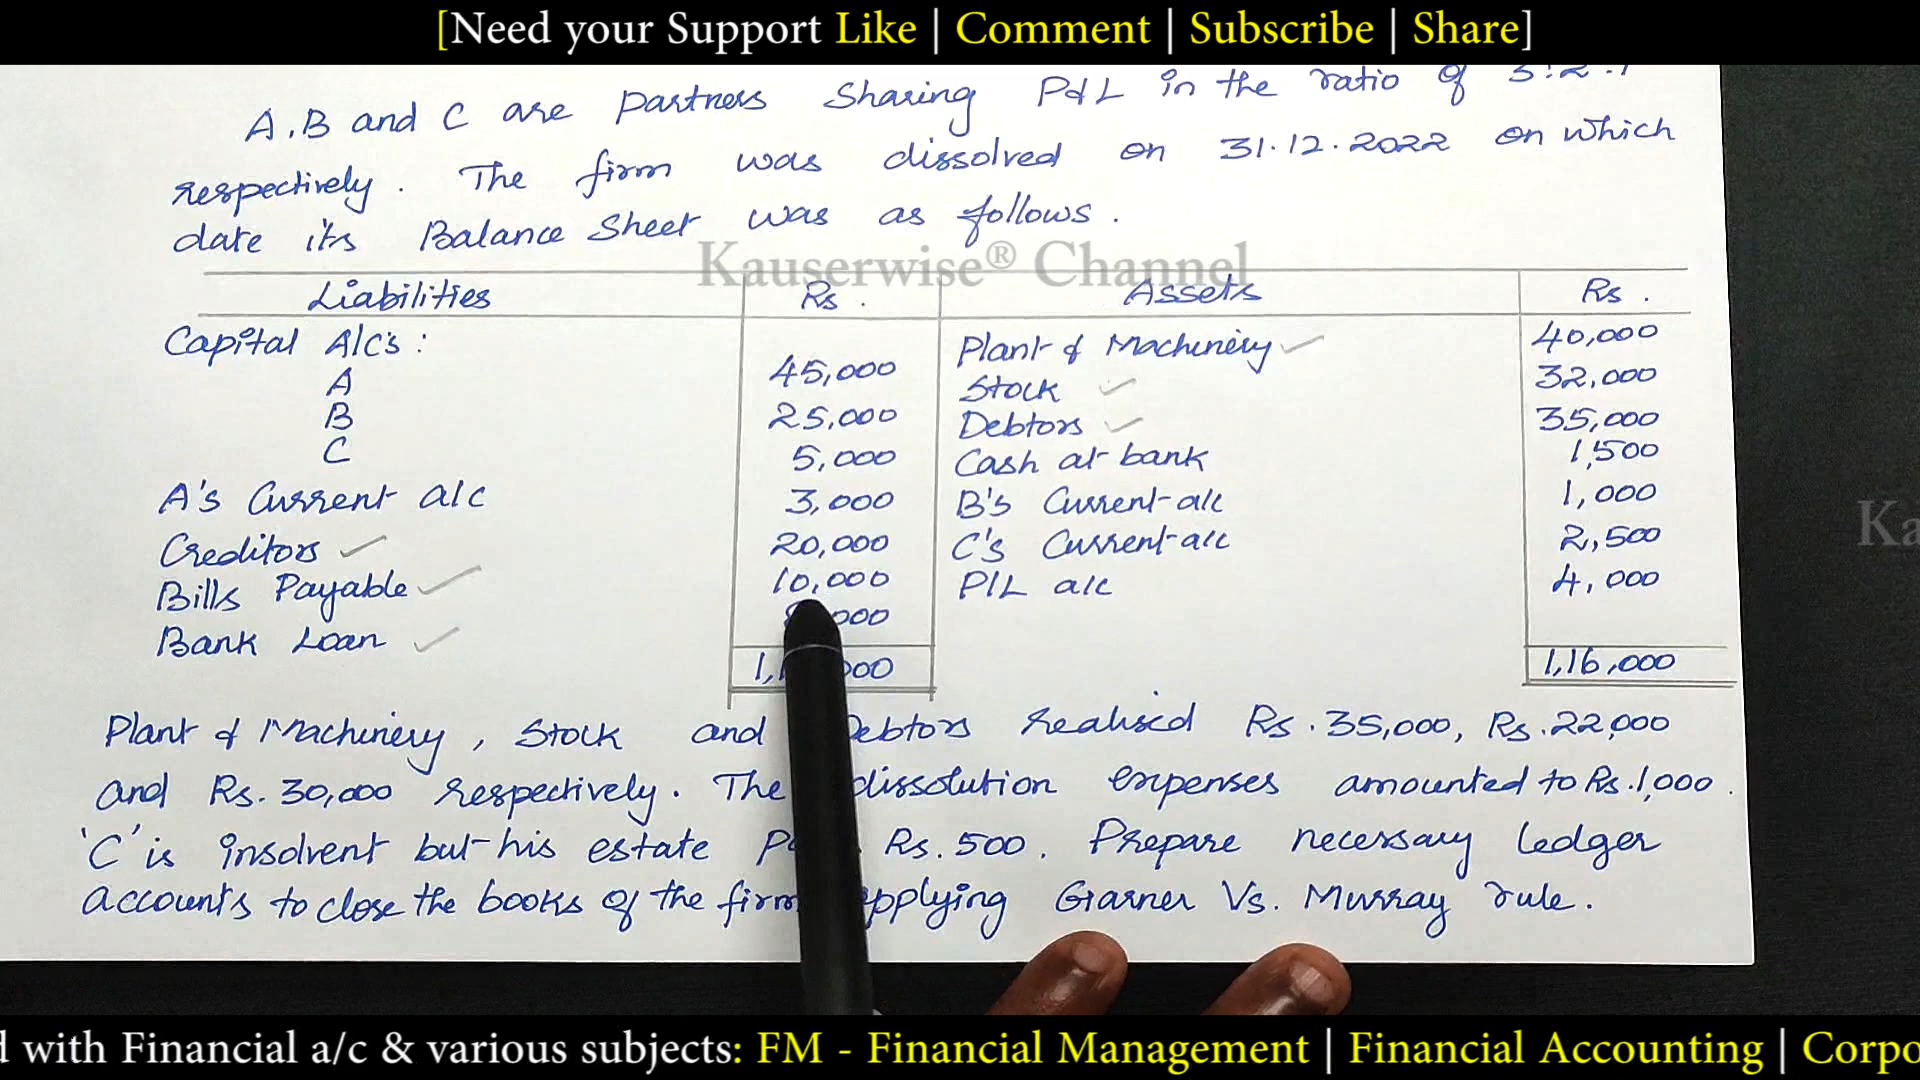 [Need your Support Like | Comment | Subscribe | Share]
A, B and C are partners sharing P&L in the ratio of
respectively. The firm was dissolved on 31.12.2022 on which
date its Balance Sheet was as follows.
Kauserwise® Channel
Liabilities Rs. Assets Rs.
Capital A/c's: Plant & Machinery 40,000
A 45,000 Stock 32,000
B 25,000 Debtors 35,000
C 5,000 Cash at bank 1,500
A's Current a/c 3,000 B's Current a/c 1,000
Creditors 20,000 C's Current a/c 2,500
Bills Payable 10,000 P/L a/c 4,000
Bank Loan
1,16,000
Plant & Machinery, Stock and Debtors realised Rs.35,000, Rs.22,000
and Rs.30,000 respectively. The dissolution expenses amounted to Rs.1,000.
'C' is insolvent but his estate Rs.500. Prepare necessary ledger
accounts to close the books of the firm applying Garner Vs. Murray rule.
Ka
d with Financial a/c & various subjects: FM - Financial Management | Financial Accounting | Corpo